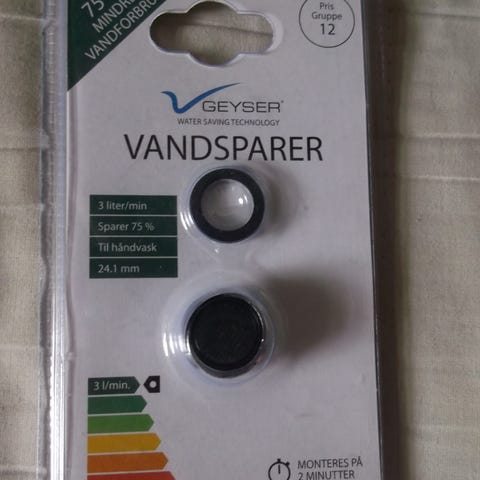 75
MINDRE
VANDFORBRUG
Pris
Gruppe
12
GEYSER®
WATER SAVING TECHNOLOGY
VANDSPARER
3 liter/min
Sparer 75 %
Til håndvask
24.1 mm
3 l/min.
MONTERES PÅ
2 MINUTTER